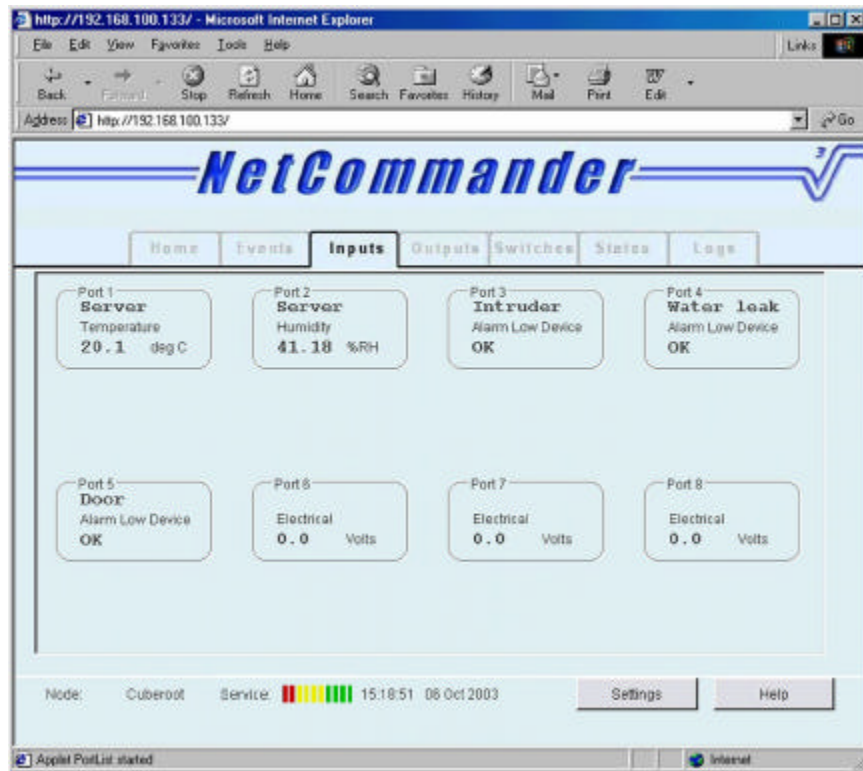 http://192.168.100.133/ - Microsoft Internet Explorer
File Edit View Favorites Tools Help
Links
Back Forward Stop Refresh Home Search Favorites History Mail Print Edit
Address http://192.168.100.133/ Go
NetCommander
3
Home Events Inputs Outputs Switches States Logs
Port 1
Server
Temperature
20.1 deg C
Port 2
Server
Humidity
41.18 %RH
Port 3
Intruder
Alarm Low Device
OK
Port 4
Water leak
Alarm Low Device
OK
Port 5
Door
Alarm Low Device
OK
Port 6
Electrical
0.0 Volts
Port 7
Electrical
0.0 Volts
Port 8
Electrical
0.0 Volts
Node: Cuberoot Service: 15:18:51 06 Oct 2003 Settings Help
Applet PortList started Internet